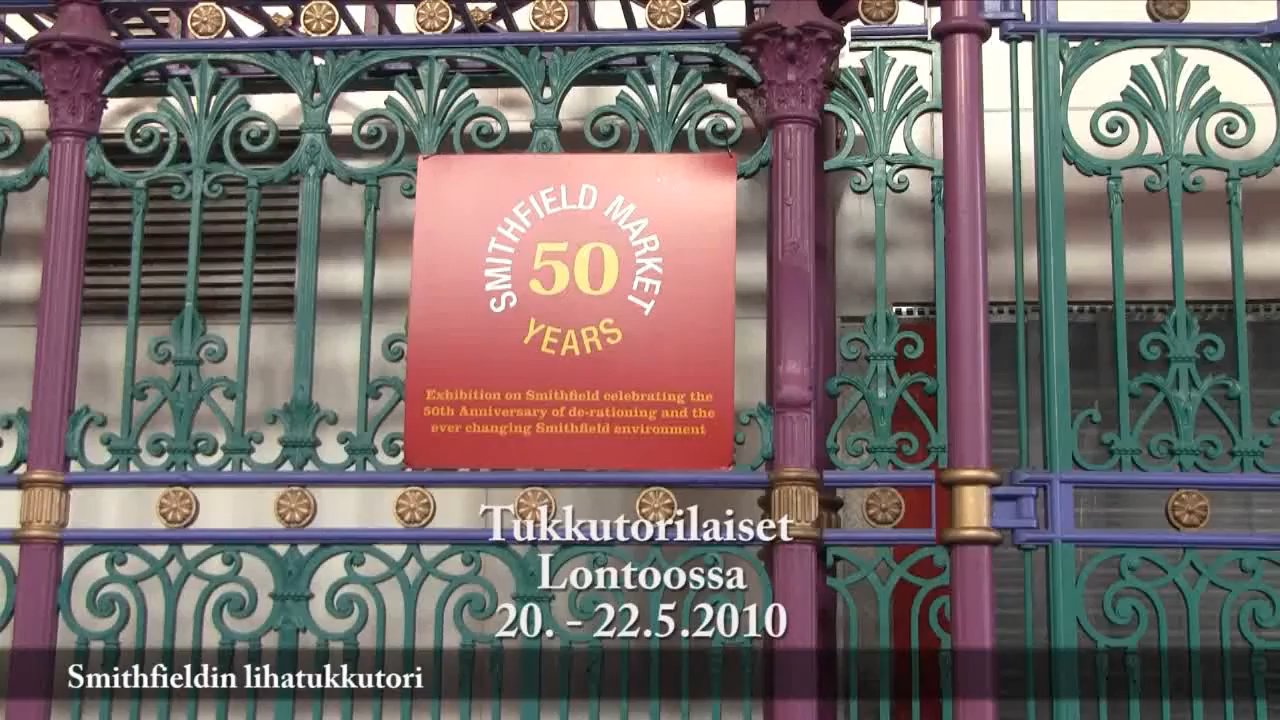 SMITHFIELD MARKET
50
YEARS
Exhibition on Smithfield celebrating the
50th Anniversary of de-rationing and the
ever changing Smithfield environment
Tukkutorilaiset
Lontoossa
20. - 22.5.2010
Smithfieldin lihatukkutori